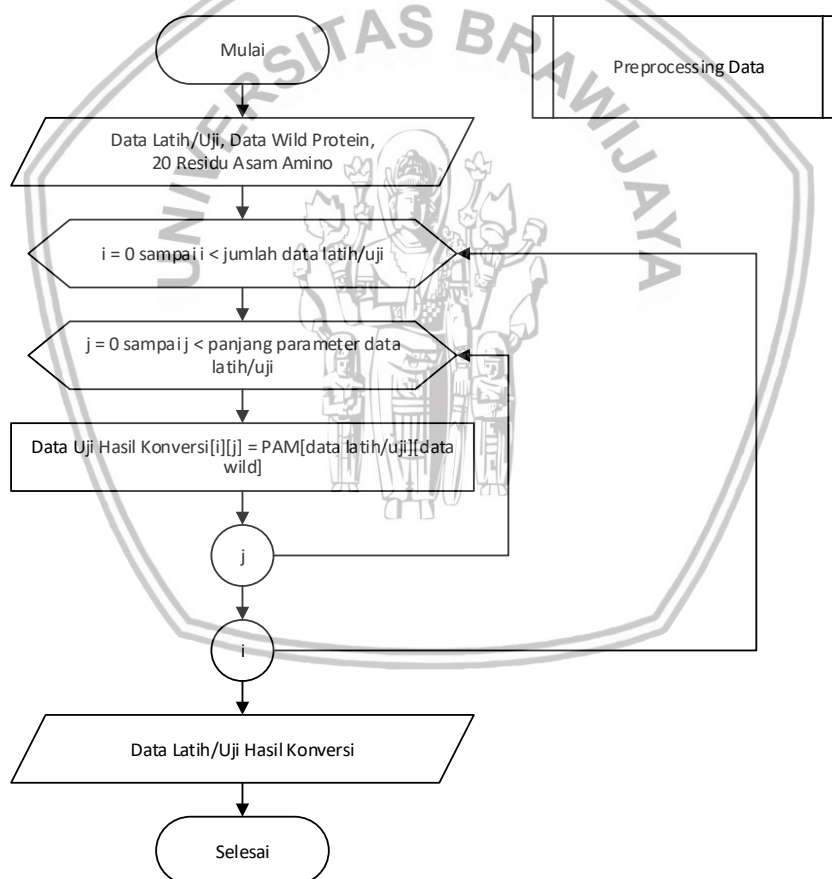 UNIVERSITAS BRAWIJAYA
Mulai
Preprocessing Data
Data Latih/Uji, Data Wild Protein,
20 Residu Asam Amino
i = 0 sampai i < jumlah data latih/uji
j = 0 sampai j < panjang parameter data
latih/uji
Data Uji Hasil Konversi[i][j] = PAM[data latih/uji][data
wild]
j
i
Data Latih/Uji Hasil Konversi
Selesai